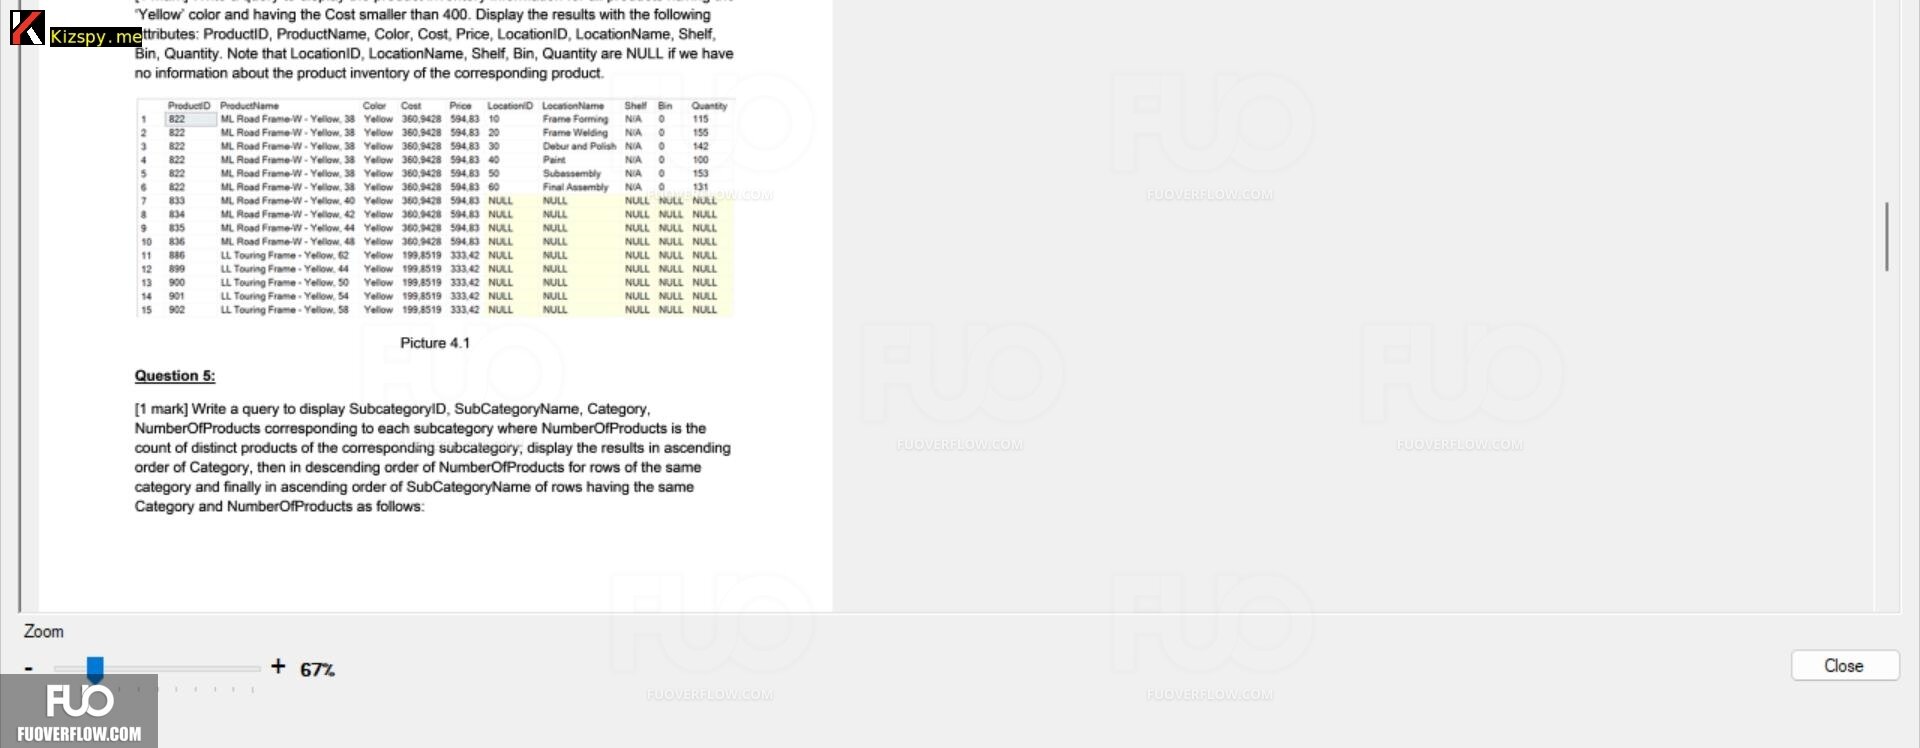 Kizspy.me
'Yellow' color and having the Cost smaller than 400. Display the results with the following
attributes: ProductID, ProductName, Color, Cost, Price, LocationID, LocationName, Shelf,
Bin, Quantity. Note that LocationID, LocationName, Shelf, Bin, Quantity are NULL if we have
no information about the product inventory of the corresponding product.
ProductID ProductName Color Cost Price LocationID LocationName Shelf Bin Quantity
1 822 ML Road Frame-W - Yellow, 38 Yellow 360,9428 594,83 10 Frame Forming N/A 0 115
2 822 ML Road Frame-W - Yellow, 38 Yellow 360,9428 594,83 20 Frame Welding N/A 0 155
3 822 ML Road Frame-W - Yellow, 38 Yellow 360,9428 594,83 30 Debur and Polish N/A 0 142
4 822 ML Road Frame-W - Yellow, 38 Yellow 360,9428 594,83 40 Paint N/A 0 100
5 822 ML Road Frame-W - Yellow, 38 Yellow 360,9428 594,83 50 Subassembly N/A 0 153
6 822 ML Road Frame-W - Yellow, 38 Yellow 360,9428 594,83 60 Final Assembly N/A 0 131
7 833 ML Road Frame-W - Yellow, 40 Yellow 360,9428 594,83 NULL NULL NULL NULL NULL
8 834 ML Road Frame-W - Yellow, 42 Yellow 360,9428 594,83 NULL NULL NULL NULL NULL
9 835 ML Road Frame-W - Yellow, 44 Yellow 360,9428 594,83 NULL NULL NULL NULL NULL
10 836 ML Road Frame-W - Yellow, 48 Yellow 360,9428 594,83 NULL NULL NULL NULL NULL
11 886 LL Touring Frame - Yellow, 62 Yellow 199,8519 333,42 NULL NULL NULL NULL NULL
12 899 LL Touring Frame - Yellow, 44 Yellow 199,8519 333,42 NULL NULL NULL NULL NULL
13 900 LL Touring Frame - Yellow, 50 Yellow 199,8519 333,42 NULL NULL NULL NULL NULL
14 901 LL Touring Frame - Yellow, 54 Yellow 199,8519 333,42 NULL NULL NULL NULL NULL
15 902 LL Touring Frame - Yellow, 58 Yellow 199,8519 333,42 NULL NULL NULL NULL NULL
Picture 4.1
Question 5:
[1 mark] Write a query to display SubcategoryID, SubCategoryName, Category,
NumberOfProducts corresponding to each subcategory where NumberOfProducts is the
count of distinct products of the corresponding subcategory; display the results in ascending
order of Category, then in descending order of NumberOfProducts for rows of the same
category and finally in ascending order of SubCategoryName of rows having the same
Category and NumberOfProducts as follows:
Zoom
- + 67%
Close
FUO
FUOVERFLOW.COM